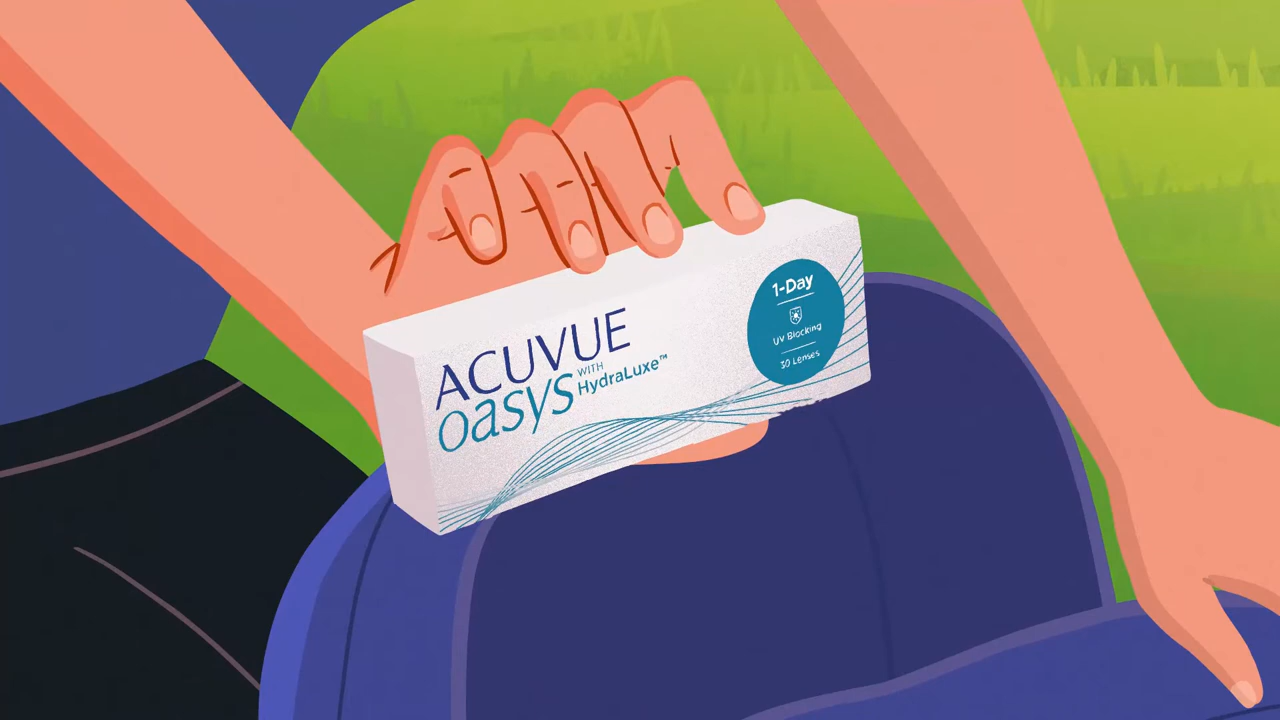 ACUVUE
oasys WITH
HydraLuxe™
1-Day
UV Blocking
30 Lenses